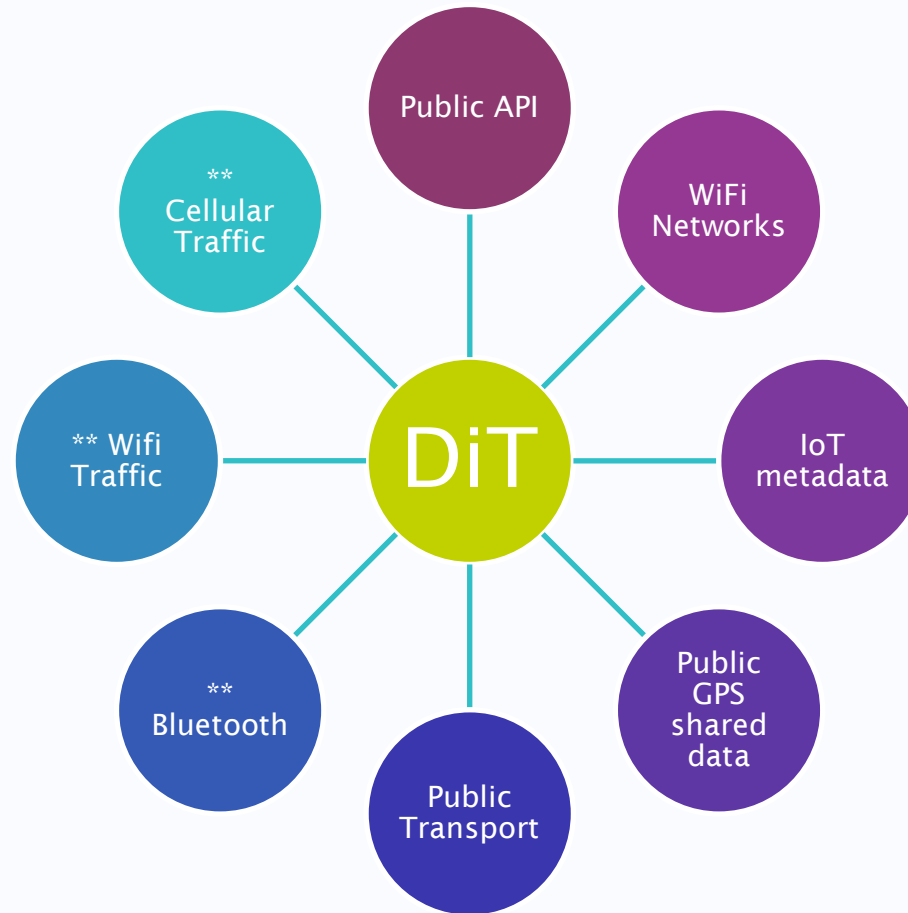 Public API
WiFi
Networks
IoT
metadata
Public
GPS
shared
data
Public
Transport
**
Bluetooth
** Wifi
Traffic
**
Cellular
Traffic
DiT